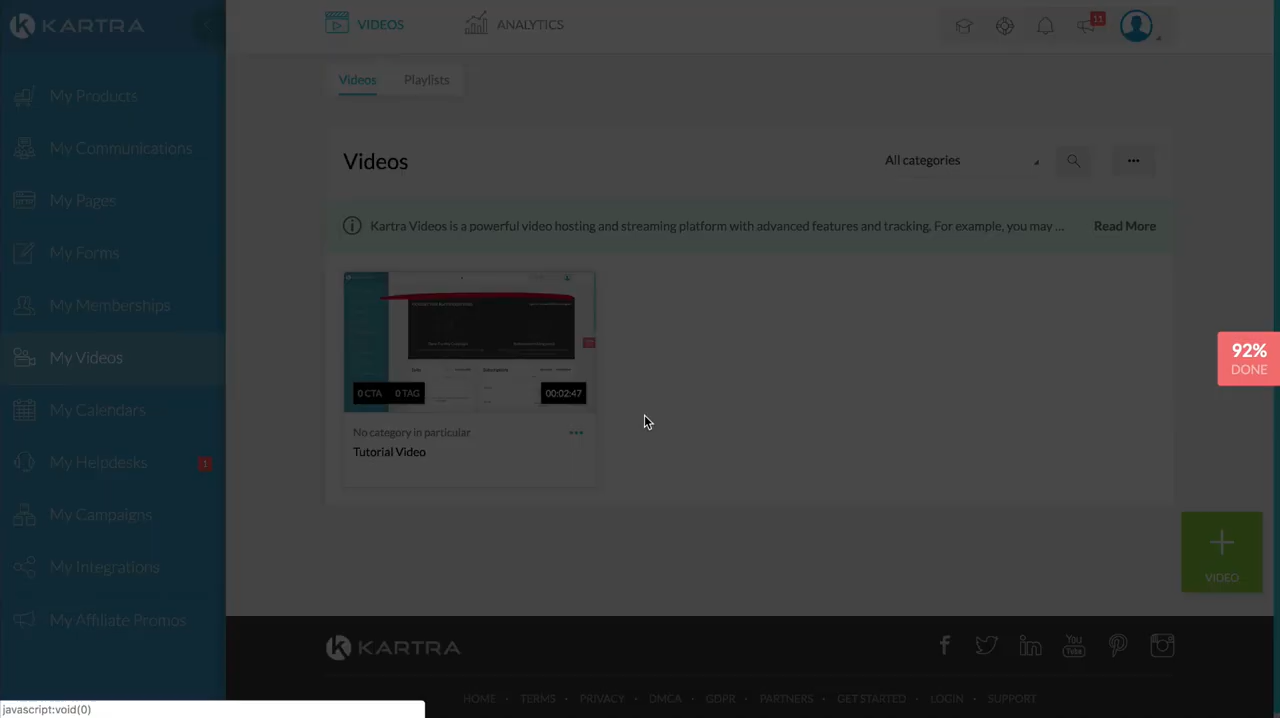 KARTRA
VIDEOS
ANALYTICS
11
Videos
Playlists
My Products
My Communications
My Pages
My Forms
My Memberships
My Videos
My Calendars
My Helpdesks
1
My Campaigns
My Integrations
My Affiliate Promos
Videos
All categories
Kartra Videos is a powerful video hosting and streaming platform with advanced features and tracking. For example, you may ...
Read More
0 CTA 0 TAG
00:02:47
No category in particular
Tutorial Video
92%
DONE
VIDEO
KARTRA
You
Tube
HOME • TERMS • PRIVACY • DMCA • GDPR • PARTNERS • GET STARTED • LOGIN • SUPPORT
javascript:void(0)